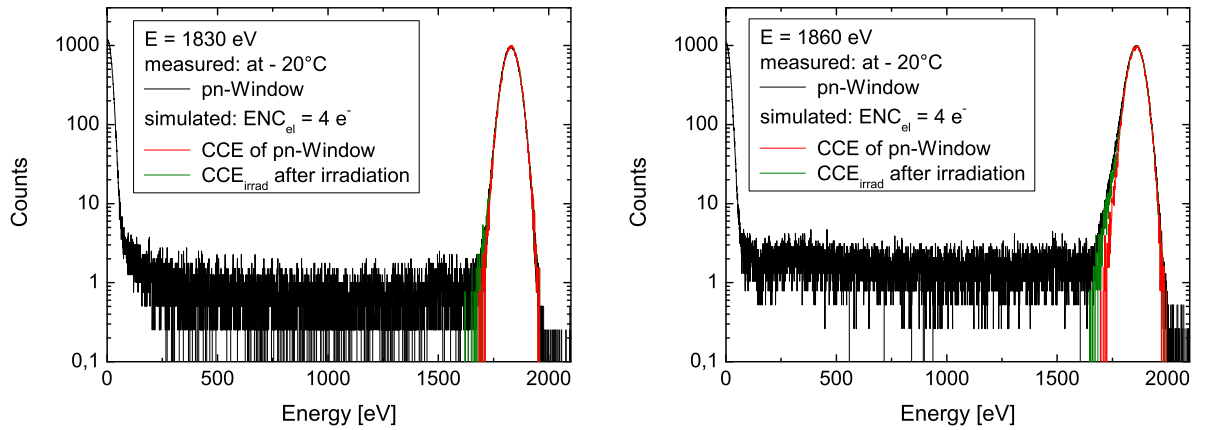 E = 1830 eV
measured: at - 20°C
pn-Window
simulated: ENC_el = 4 e⁻
CCE of pn-Window
CCE_irrad after irradiation
1000
100
10
1
0,1
Counts
0
500
1000
1500
2000
Energy [eV]
E = 1860 eV
measured: at - 20°C
pn-Window
simulated: ENC_el = 4 e⁻
CCE of pn-Window
CCE_irrad after irradiation
1000
100
10
1
0,1
Counts
0
500
1000
1500
2000
Energy [eV]